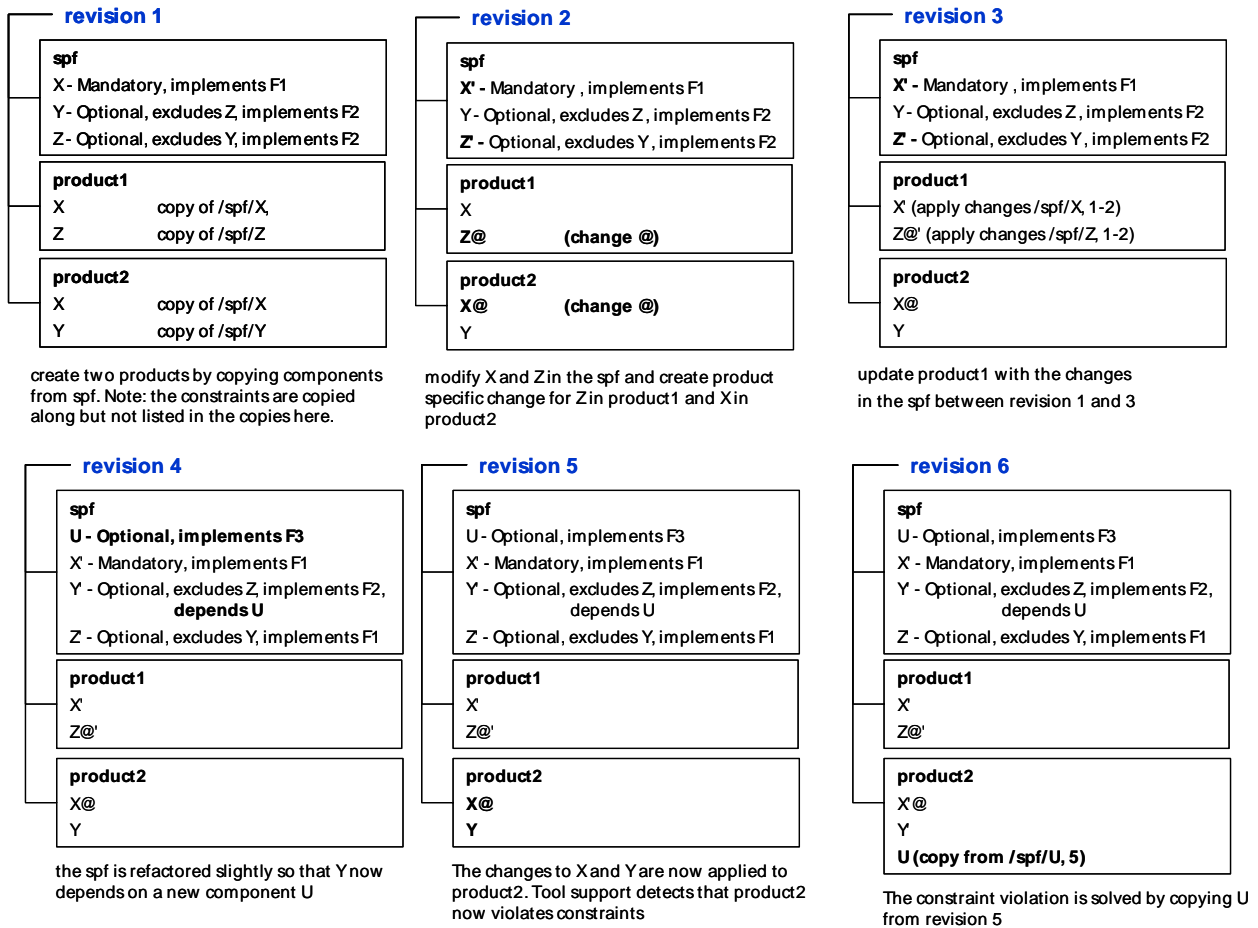 revision 1
spf
X - Mandatory, implements F1
Y - Optional, excludes Z, implements F2
Z - Optional, excludes Y, implements F2
product1
X copy of /spf/X,
Z copy of /spf/Z
product2
X copy of /spf/X
Y copy of /spf/Y
create two products by copying components
from spf. Note: the constraints are copied
along but not listed in the copies here.
revision 2
spf
X' - Mandatory , implements F1
Y - Optional, excludes Z , implements F2
Z' - Optional, excludes Y , implements F2
product1
X
Z@ (change @)
product2
X@ (change @)
Y
modify X and Z in the spf and create product
specific change for Z in product1 and X in
product2
revision 3
spf
X' - Mandatory , implements F1
Y - Optional, excludes Z , implements F2
Z' - Optional, excludes Y , implements F2
product1
X' (apply changes /spf/X, 1-2)
Z@' (apply changes /spf/Z, 1-2)
product2
X@
Y
update product1 with the changes
in the spf between revision 1 and 3
revision 4
spf
U - Optional, implements F3
X' - Mandatory, implements F1
Y' - Optional, excludes Z, implements F2,
depends U
Z' - Optional, excludes Y, implements F1
product1
X'
Z@'
product2
X@
Y
the spf is refactored slightly so that Y now
depends on a new component U
revision 5
spf
U - Optional, implements F3
X' - Mandatory, implements F1
Y' - Optional, excludes Z, implements F2,
depends U
Z' - Optional, excludes Y, implements F1
product1
X'
Z@'
product2
X@
Y
The changes to X and Y are now applied to
product2. Tool support detects that product2
now violates constraints
revision 6
spf
U - Optional, implements F3
X' - Mandatory, implements F1
Y' - Optional, excludes Z, implements F2,
depends U
Z' - Optional, excludes Y, implements F1
product1
X'
Z@'
product2
X'@
Y'
U (copy from /spf/U, 5)
The constraint violation is solved by copying U
from revision 5